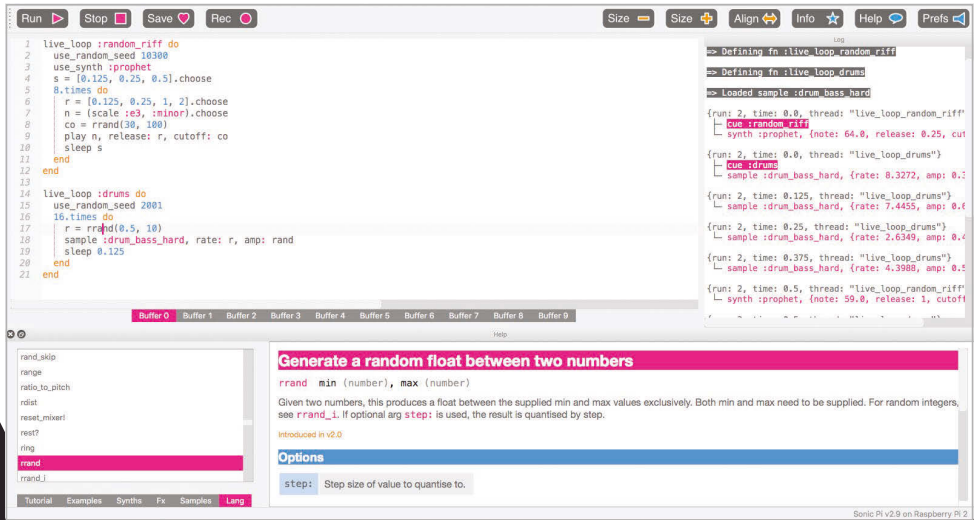 Run Stop Save Rec Size Size Align Info Help Prefs
1 live_loop :random_riff do
2 use_random_seed 10300
3 use_synth :prophet
4 s = [0.125, 0.25, 0.5].choose
5 8.times do
6 r = [0.125, 0.25, 1, 2].choose
7 n = (scale :e3, :minor).choose
8 co = rrand(30, 100)
9 play n, release: r, cutoff: co
10 sleep s
11 end
12 end
13
14 live_loop :drums do
15 use_random_seed 2001
16 16.times do
17 r = rrand(0.5, 10)
18 sample :drum_bass_hard, rate: r, amp: rand
19 sleep 0.125
20 end
21 end
Buffer 0 Buffer 1 Buffer 2 Buffer 3 Buffer 4 Buffer 5 Buffer 6 Buffer 7 Buffer 8 Buffer 9
Log
=> Defining fn :live_loop_random_riff
=> Defining fn :live_loop_drums
=> Loaded sample :drum_bass_hard
{run: 2, time: 0.0, thread: "live_loop_random_riff"
cue :random_riff
synth :prophet, {note: 64.0, release: 0.25, cut
{run: 2, time: 0.0, thread: "live_loop_drums"}
cue :drums
sample :drum_bass_hard, {rate: 8.3272, amp: 0.3
{run: 2, time: 0.125, thread: "live_loop_drums"}
sample :drum_bass_hard, {rate: 7.4455, amp: 0.6
{run: 2, time: 0.25, thread: "live_loop_drums"}
sample :drum_bass_hard, {rate: 2.6349, amp: 0.4
{run: 2, time: 0.375, thread: "live_loop_drums"}
sample :drum_bass_hard, {rate: 4.3988, amp: 0.5
{run: 2, time: 0.5, thread: "live_loop_random_riff"
synth :prophet, {note: 59.0, release: 1, cutoff
Help
rand_skip
range
ratio_to_pitch
rdist
reset_mixer!
rest?
ring
rrand
rrand_i
Tutorial Examples Synths Fx Samples Lang
Generate a random float between two numbers
rrand min (number), max (number)
Given two numbers, this produces a float between the supplied min and max values exclusively. Both min and max need to be supplied. For random integers,
see rrand_i. If optional arg step: is used, the result is quantised by step.
Introduced in v2.0
Options
step: Step size of value to quantise to.
Sonic Pi v2.9 on Raspberry Pi 2